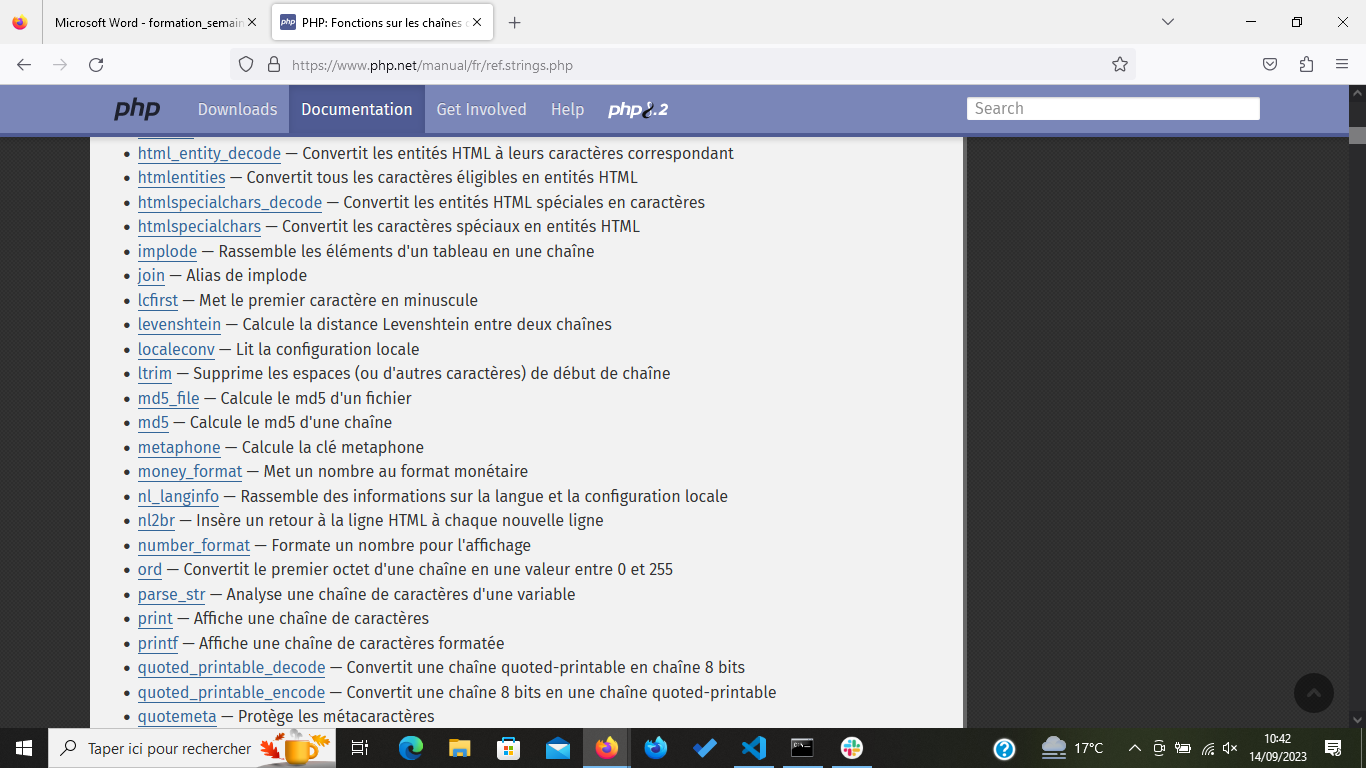 Microsoft Word - formation_semain
PHP: Fonctions sur les chaînes
https://www.php.net/manual/fr/ref.strings.php
php
Downloads
Documentation
Get Involved
Help
php8.2
Search
html_entity_decode — Convertit les entités HTML à leurs caractères correspondant
htmlentities — Convertit tous les caractères éligibles en entités HTML
htmlspecialchars_decode — Convertit les entités HTML spéciales en caractères
htmlspecialchars — Convertit les caractères spéciaux en entités HTML
implode — Rassemble les éléments d'un tableau en une chaîne
join — Alias de implode
lcfirst — Met le premier caractère en minuscule
levenshtein — Calcule la distance Levenshtein entre deux chaînes
localeconv — Lit la configuration locale
ltrim — Supprime les espaces (ou d'autres caractères) de début de chaîne
md5_file — Calcule le md5 d'un fichier
md5 — Calcule le md5 d'une chaîne
metaphone — Calcule la clé metaphone
money_format — Met un nombre au format monétaire
nl_langinfo — Rassemble des informations sur la langue et la configuration locale
nl2br — Insère un retour à la ligne HTML à chaque nouvelle ligne
number_format — Formate un nombre pour l'affichage
ord — Convertit le premier octet d'une chaîne en une valeur entre 0 et 255
parse_str — Analyse une chaîne de caractères d'une variable
print — Affiche une chaîne de caractères
printf — Affiche une chaîne de caractères formatée
quoted_printable_decode — Convertit une chaîne quoted-printable en chaîne 8 bits
quoted_printable_encode — Convertit une chaîne 8 bits en une chaîne quoted-printable
quotemeta — Protège les métacaractères
Taper ici pour rechercher
17°C
10:42
14/09/2023